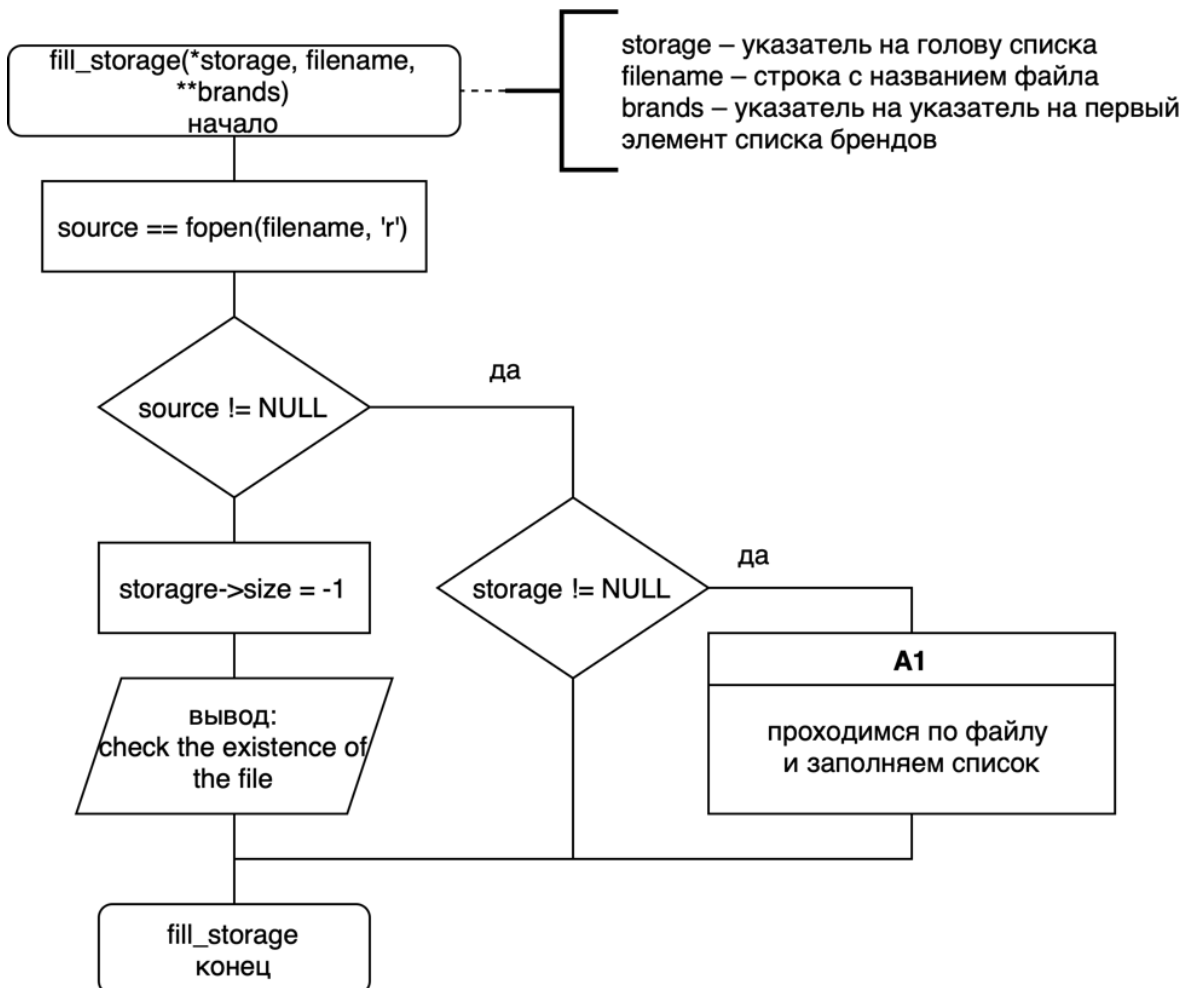 fill_storage(*storage, filename,
**brands)
начало
storage – указатель на голову списка
filename – строка с названием файла
brands – указатель на указатель на первый
элемент списка брендов
source == fopen(filename, 'r')
да
source != NULL
да
storagre->size = -1
storage != NULL
A1
вывод:
check the existence of
the file
проходимся по файлу
и заполняем список
fill_storage
конец